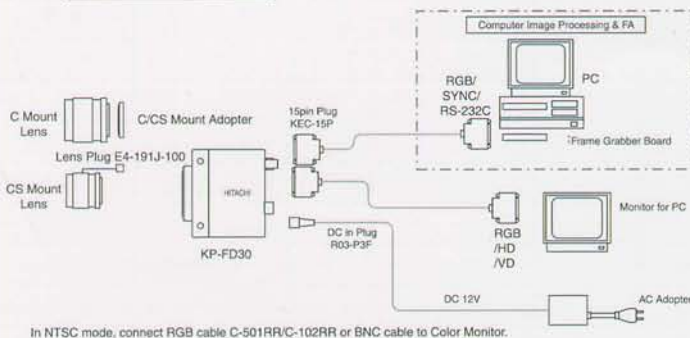 Computer Image Processing & FA
RGB/
SYNC/
RS-232C
PC
Frame Grabber Board
15pin Plug
KEC-15P
C Mount
Lens
C/CS Mount Adopter
Lens Plug E4-191J-100
CS Mount
Lens
HITACHI
KP-FD30
DC in Plug
R03-P3F
RGB
/HD
/VD
Monitor for PC
DC 12V
AC Adopter
In NTSC mode, connect RGB cable C-501RR/C-102RR or BNC cable to Color Monitor.